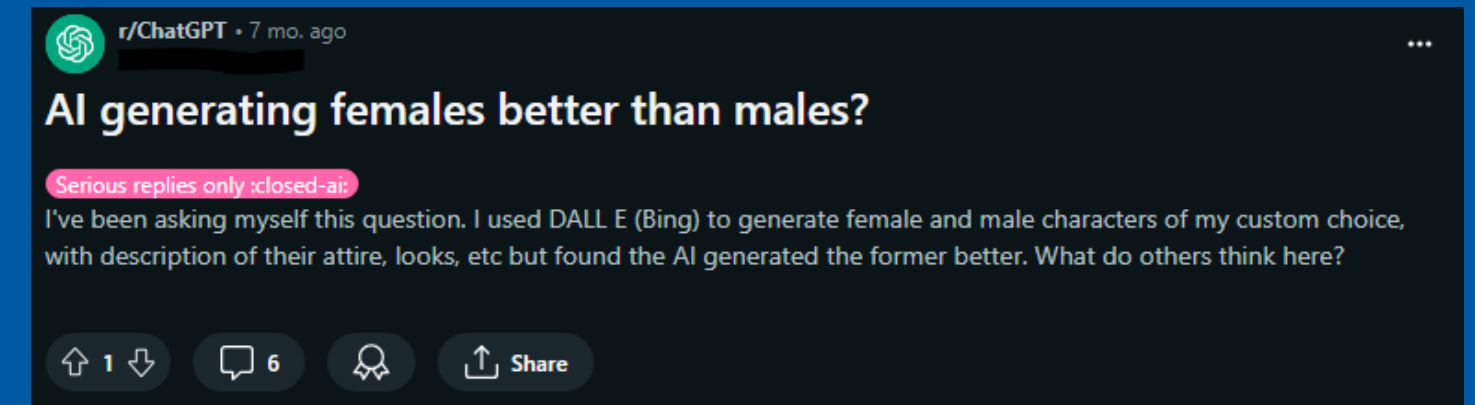 r/ChatGPT • 7 mo. ago
AI generating females better than males?
Serious replies only :closed-ai:
I've been asking myself this question. I used DALL E (Bing) to generate female and male characters of my custom choice,
with description of their attire, looks, etc but found the AI generated the former better. What do others think here?
1
6
Share